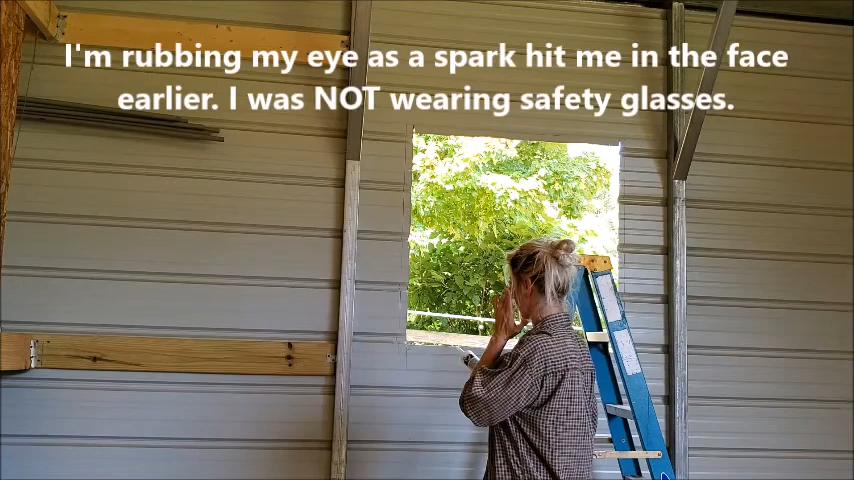 I'm rubbing my eye as a spark hit me in the face
earlier. I was NOT wearing safety glasses.